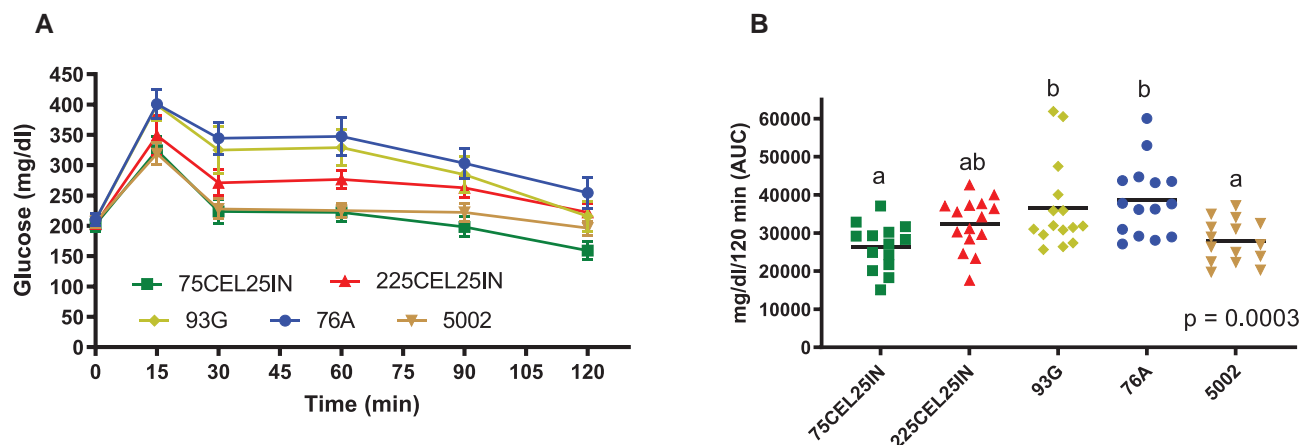 A
Glucose (mg/dl)
450
400
350
300
250
200
150
100
50
0
75CEL25IN
225CEL25IN
93G
76A
5002
0
15
30
45
60
75
90
105
120
Time (min)
B
mg/dl/120 min (AUC)
60000
50000
40000
30000
20000
10000
0
a
ab
b
b
a
p = 0.0003
75CEL25IN
225CEL25IN
93G
76A
5002